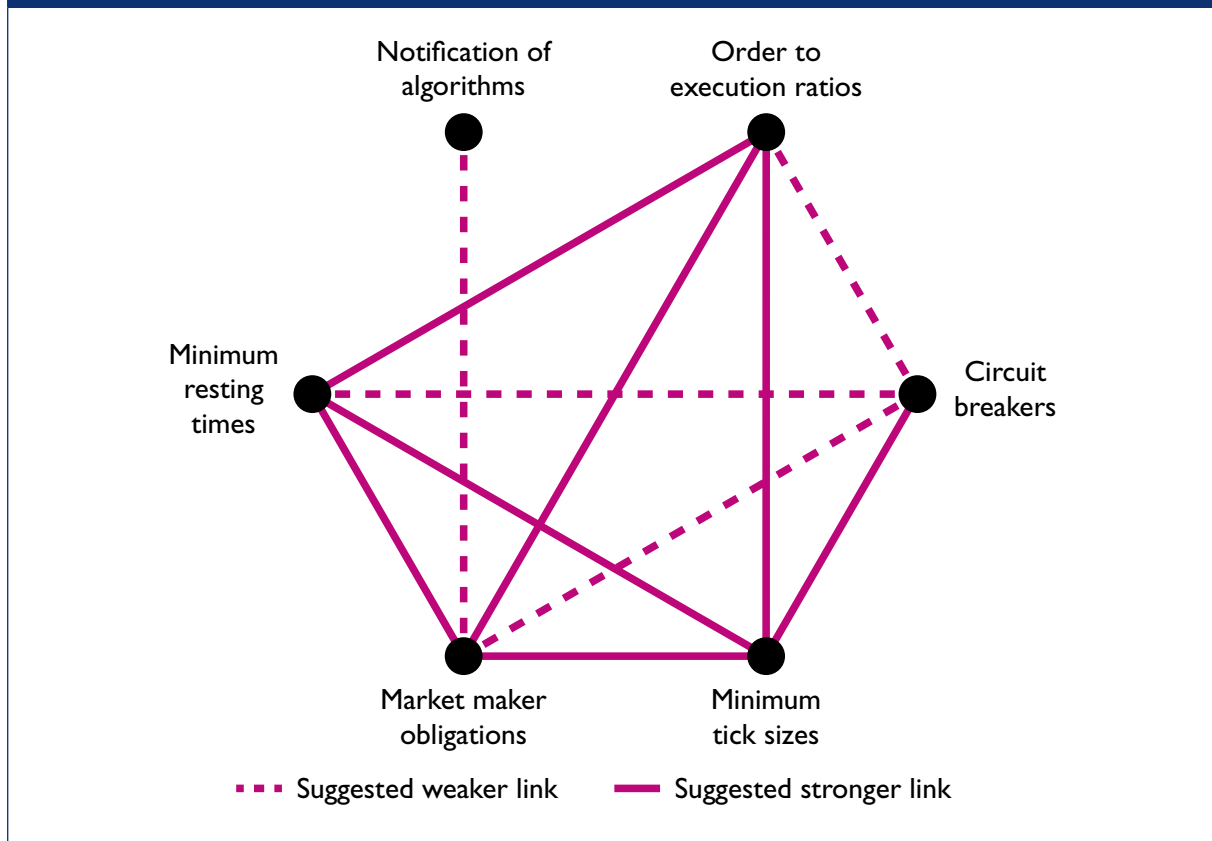 Notification of
algorithms
Order to
execution ratios
Minimum
resting
times
Circuit
breakers
Market maker
obligations
Minimum
tick sizes
Suggested weaker link
Suggested stronger link